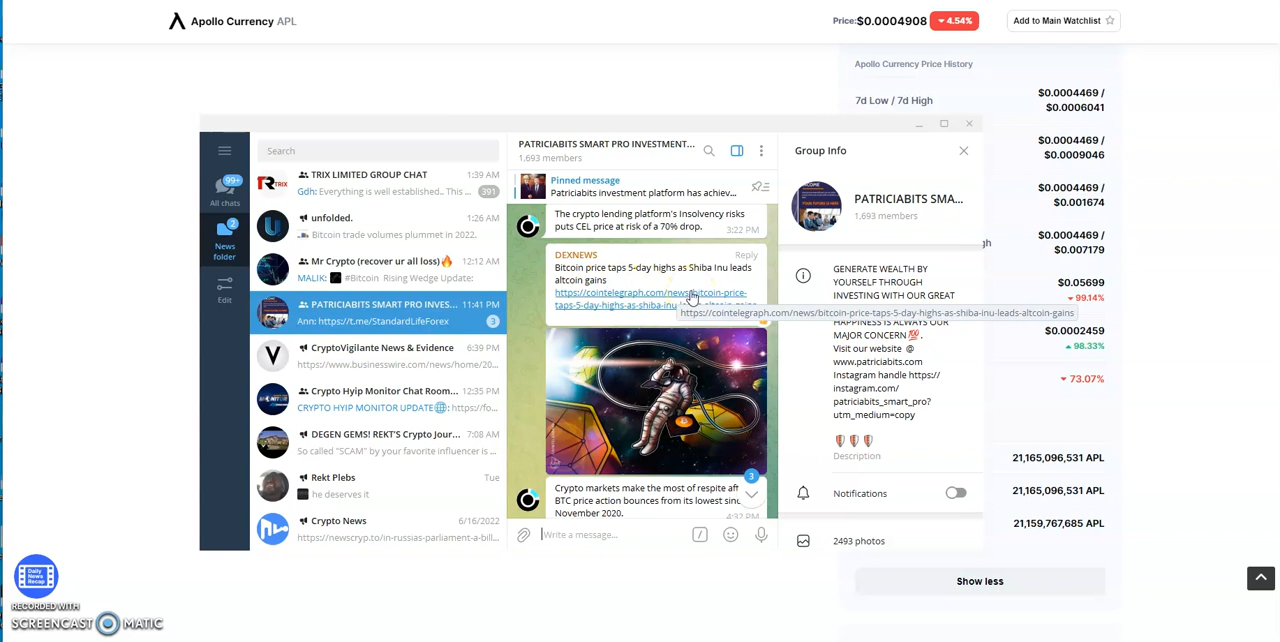 Apollo Currency APL
Price:$0.0004908 4.54%
Add to Main Watchlist
Apollo Currency Price History
7d Low / 7d High
$0.0004469 /
$0.0006041
$0.0004469 /
$0.0009046
$0.0004469 /
$0.001674
$0.0004469 /
$0.007179
gh
$0.05699
99.14%
$0.0002459
98.33%
73.07%
21,165,096,531 APL
21,165,096,531 APL
21,159,767,685 APL
Show less
99+
All chats
2
News
folder
Edit
Search
TRIX LIMITED GROUP CHAT 1:39 AM
Gdh: Everything is well established.. This ... 391
unfolded. 1:26 AM
Bitcoin trade volumes plummet in 2022.
Mr Crypto (recover ur all loss)🔥 12:12 AM
MALIK: #Bitcoin Rising Wedge Update:
PATRICIABITS SMART PRO INVES... 11:41 PM
Ann: https://t.me/StandardLifeForex 3
CryptoVigilante News & Evidence 6:39 PM
https://www.businesswire.com/news/home/20...
Crypto Hyip Monitor Chat Room... 12:35 PM
CRYPTO HYIP MONITOR UPDATE🌐: https://fo...
DEGEN GEMS! REKT'S Crypto Jour... 7:08 AM
So called "SCAM" by your favorite influencer is ...
Rekt Plebs Tue
he deserves it
Crypto News 6/16/2022
https://newscryp.to/in-russias-parliament-a-bill...
PATRICIABITS SMART PRO INVESTMENT...
1.693 members
Pinned message
Patriciabits investment platform has achiev...
The crypto lending platform's Insolvency risks
puts CEL price at risk of a 70% drop. 3:22 PM
DEXNEWS Reply
Bitcoin price taps 5-day highs as Shiba Inu leads
altcoin gains
https://cointelegraph.com/news/bitcoin-price-
taps-5-day-highs-as-shiba-inu-leads-altcoin-gains
https://cointelegraph.com/news/bitcoin-price-taps-5-day-highs-as-shiba-inu-leads-altcoin-gains
3
Crypto markets make the most of respite aft
BTC price action bounces from its lowest sinc
November 2020. 4:32 PM
Write a message...
Group Info
PATRICIABITS SMA...
1.693 members
GENERATE WEALTH BY
YOURSELF THROUGH
INVESTING WITH OUR GREAT
HAPPINESS IS ALWAYS OUR
MAJOR CONCERN 💯.
Visit our website @
www.patriciabits.com
Instagram handle https://
instagram.com/
patriciabits_smart_pro?
utm_medium=copy
Description
Notifications
2493 photos
Daily
News
Recap
RECORDED WITH
SCREENCAST MATIC